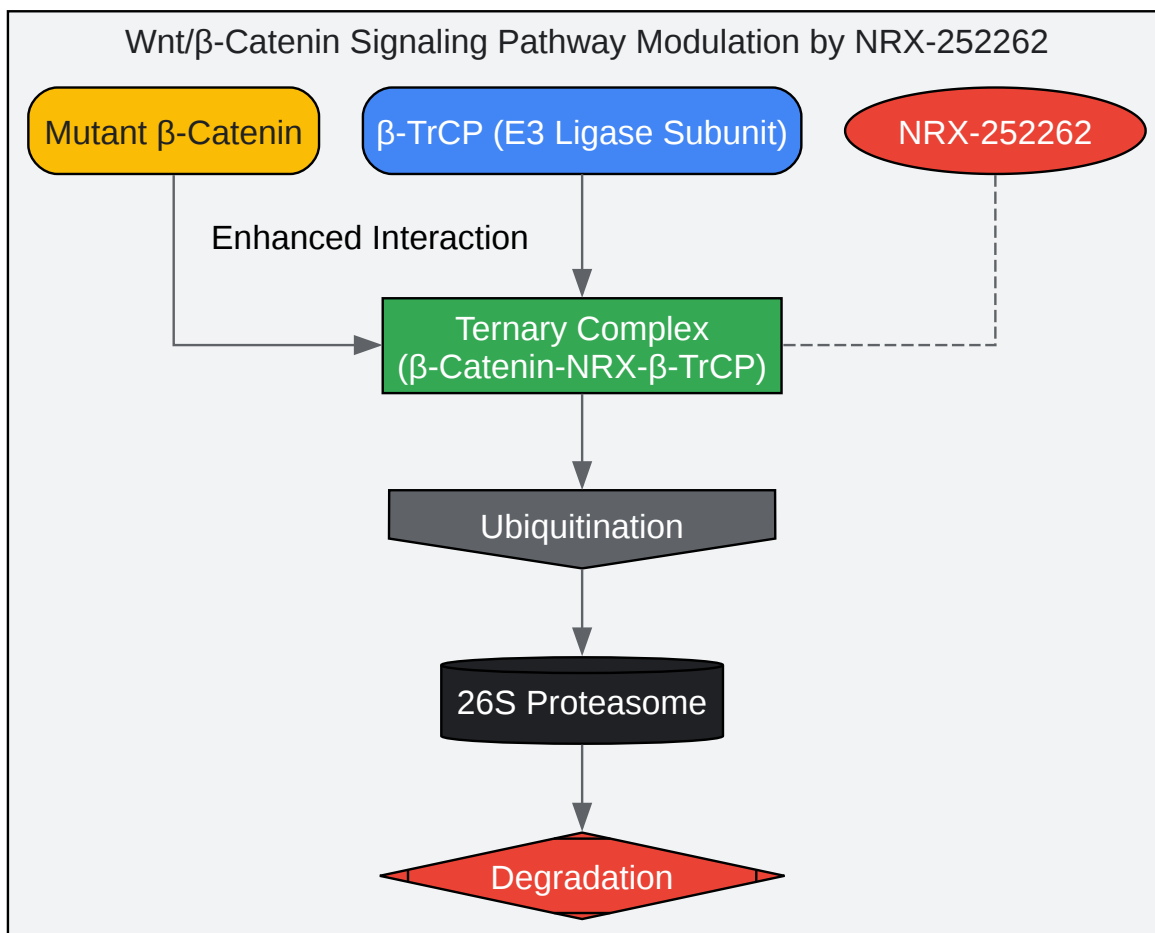 Wnt/β-Catenin Signaling Pathway Modulation by NRX-252262
Mutant β-Catenin
β-TrCP (E3 Ligase Subunit)
NRX-252262
Enhanced Interaction
Ternary Complex
(β-Catenin-NRX-β-TrCP)
Ubiquitination
26S Proteasome
Degradation